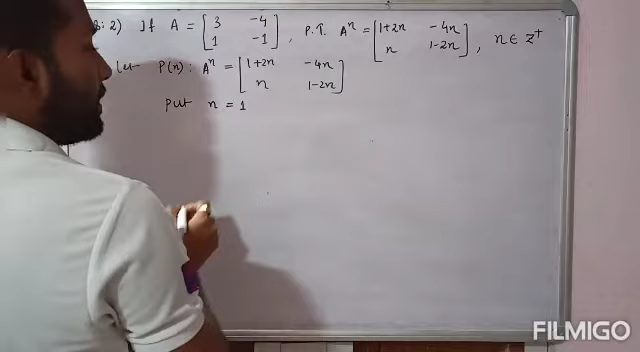 :2) If A = [3 -4; 1 -1], P.T. Aⁿ = [1+2n -4n; n 1-2n], n ∈ Z⁺
Let P(n): Aⁿ = [1+2n -4n; n 1-2n]
Put n = 1
FILMIGO